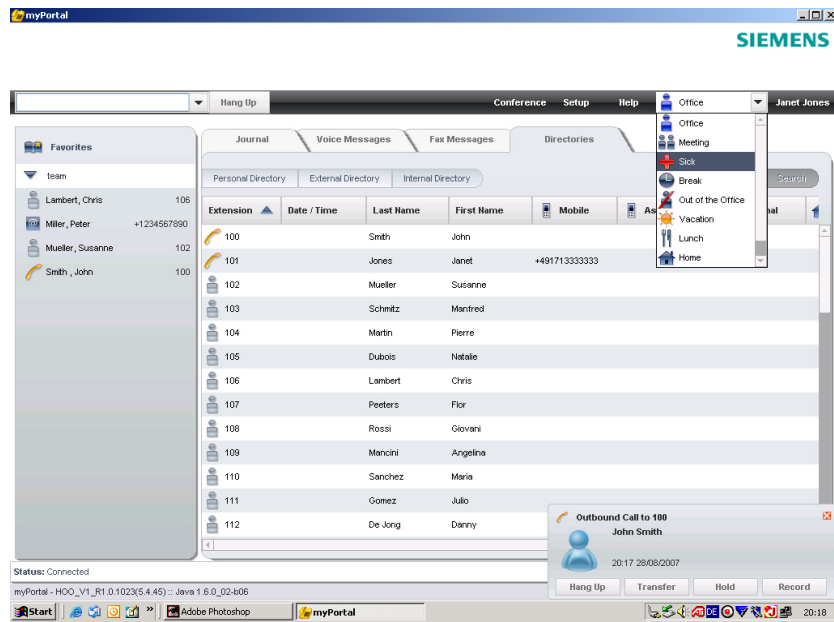 myPortal
SIEMENS
Hang Up
Conference Setup Help Office Janet Jones
Office
Meeting
Sick
Break
Out of the Office
Vacation
Lunch
Home
Favorites
team
Lambert, Chris 106
Miller, Peter +1234567890
Mueller, Susanne 102
Smith , John 100
Journal Voice Messages Fax Messages Directories
Personal Directory External Directory Internal Directory Search
Extension Date / Time Last Name First Name Mobile
100 Smith John
101 Jones Janet +491713333333
102 Mueller Susanne
103 Schmitz Manfred
104 Martin Pierre
105 Dubois Natalie
106 Lambert Chris
107 Peeters Flor
108 Rossi Giovani
109 Mancini Angelina
110 Sanchez Maria
111 Gomez Julio
112 De Jong Danny
Outbound Call to 100
John Smith
20:17 28/08/2007
Hang Up Transfer Hold Record
Status: Connected
myPortal - HOO_V1_R1.0.1023(5.4.45) :: Java 1.6.0_02-b06
Start Adobe Photoshop myPortal DE 20:18